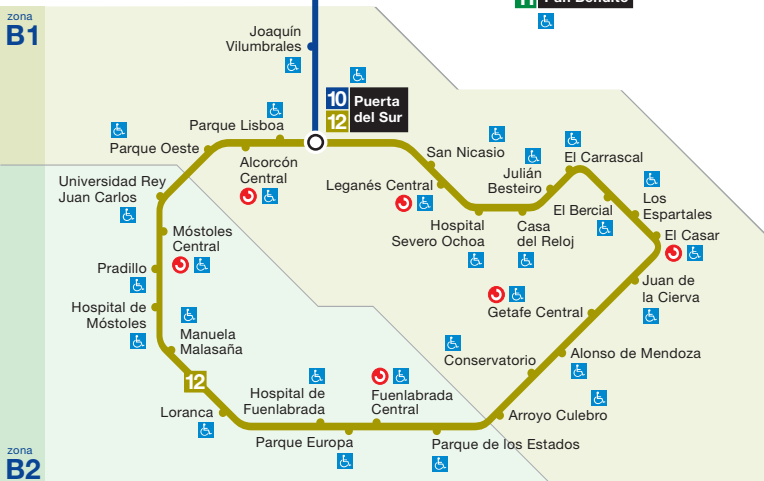 zona
B1
11 Pan Bendito
Joaquín
Vilumbrales
10 Puerta
12 del Sur
Parque Lisboa
Parque Oeste
Alcorcón
Central
San Nicasio
Leganés Central
Julián
Besteiro
El Carrascal
Universidad Rey
Juan Carlos
Los
Espartales
El Bercial
Hospital
Severo Ochoa
Casa
del Reloj
El Casar
Móstoles
Central
Pradillo
Juan de
la Cierva
Hospital de
Móstoles
Getafe Central
Manuela
Malasaña
Conservatorio
Alonso de Mendoza
12
Loranca
Hospital de
Fuenlabrada
Fuenlabrada
Central
Arroyo Culebro
Parque Europa
Parque de los Estados
zona
B2